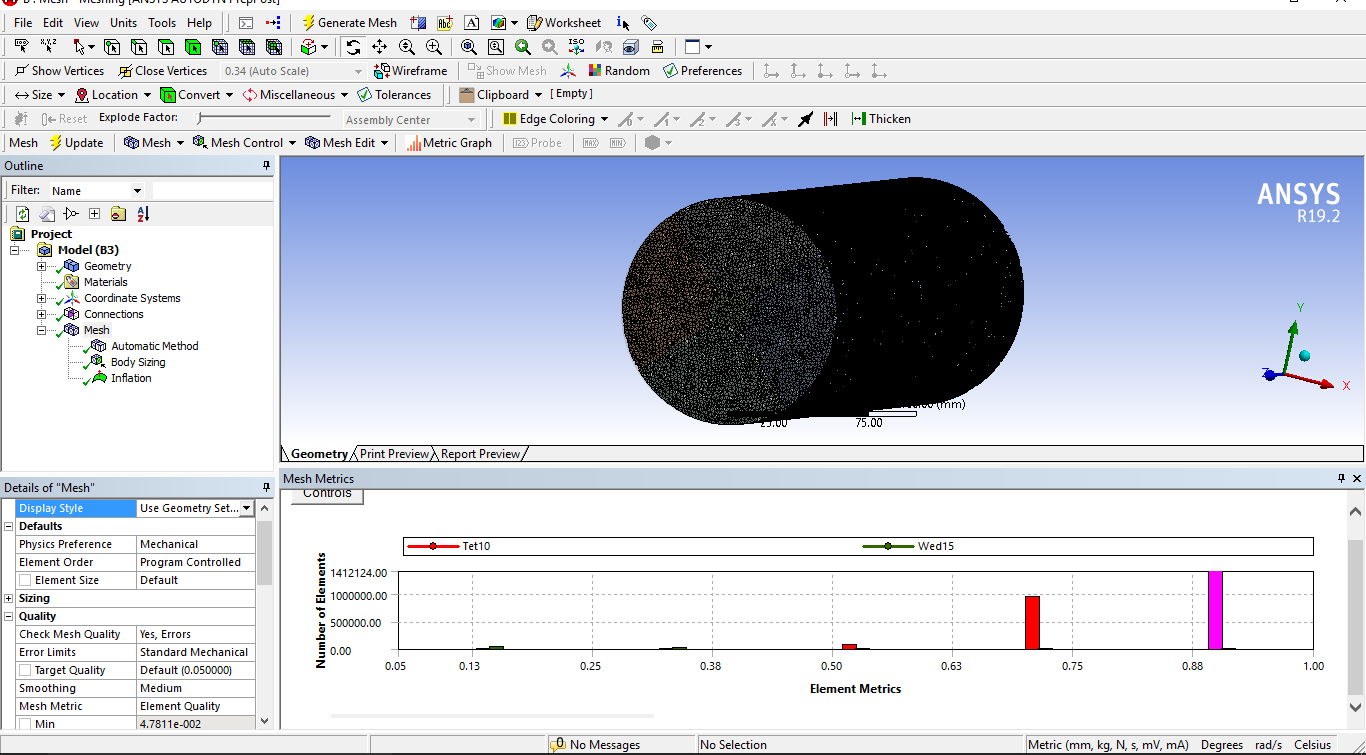 File Edit View Units Tools Help Generate Mesh Worksheet
Show Vertices Close Vertices 0.34 (Auto Scale) Wireframe Show Mesh Random Preferences
Size Location Convert Miscellaneous Tolerances Clipboard [ Empty ]
Reset Explode Factor: Assembly Center Edge Coloring Thicken
Mesh Update Mesh Mesh Control Mesh Edit Metric Graph Probe
Outline
Filter: Name
Project
Model (B3)
Geometry
Materials
Coordinate Systems
Connections
Mesh
Automatic Method
Body Sizing
Inflation
ANSYS
R19.2
Y
X
Z
(mm)
25.00 75.00
Geometry Print Preview Report Preview
Details of "Mesh"
Display Style Use Geometry Set...
Defaults
Physics Preference Mechanical
Element Order Program Controlled
Element Size Default
Sizing
Quality
Check Mesh Quality Yes, Errors
Error Limits Standard Mechanical
Target Quality Default (0.050000)
Smoothing Medium
Mesh Metric Element Quality
Min 4.7811e-002
Mesh Metrics
Controls
Tet10 Wed15
Number of Elements
1412124.00
1000000.00
500000.00
0.00
0.05 0.13 0.25 0.38 0.50 0.63 0.75 0.88 1.00
Element Metrics
0 No Messages No Selection Metric (mm, kg, N, s, mV, mA) Degrees rad/s Celsius